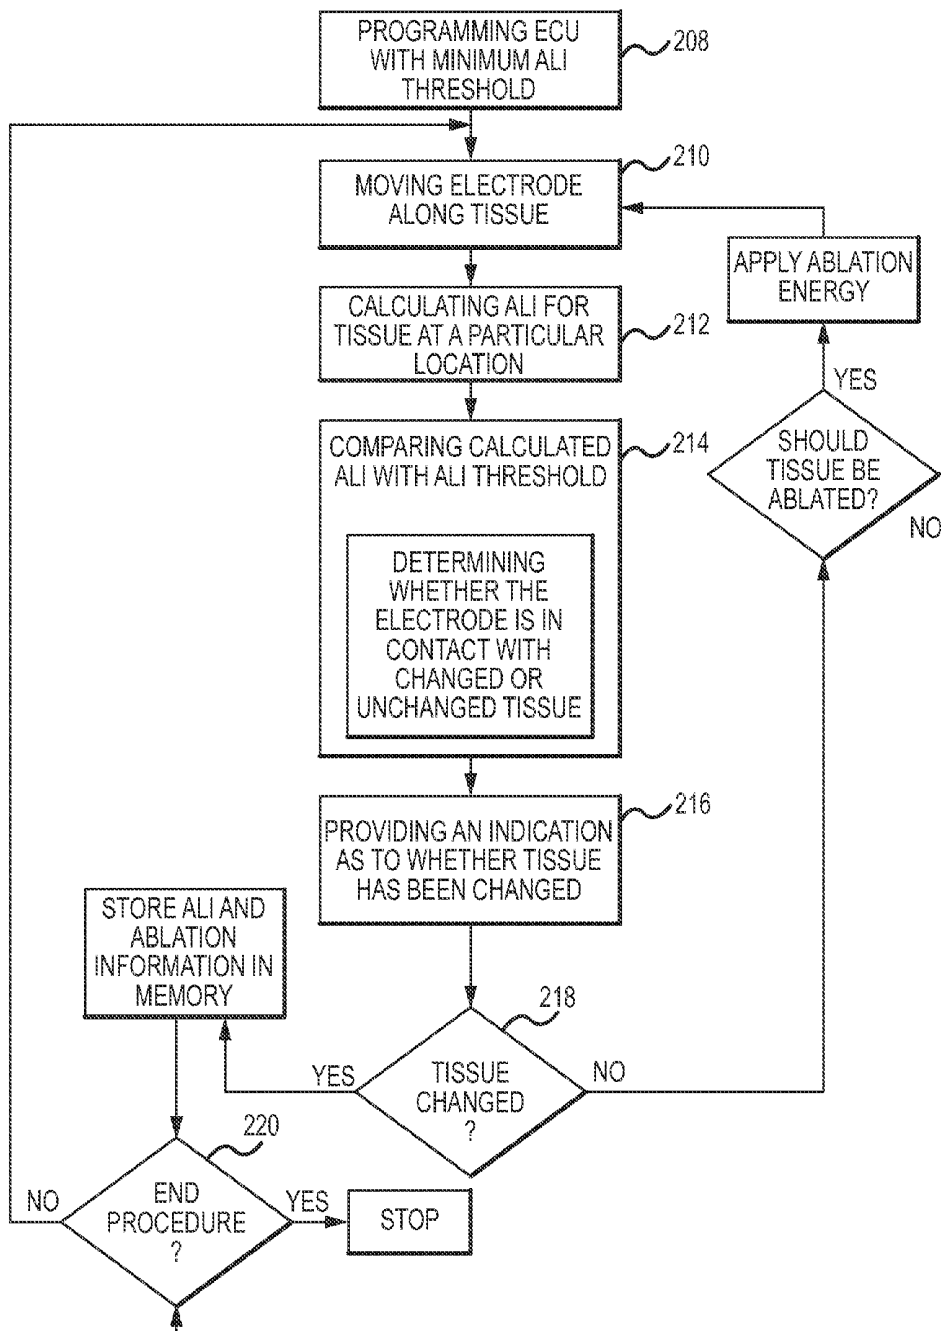 PROGRAMMING ECU
WITH MINIMUM ALI
THRESHOLD
208
MOVING ELECTRODE
ALONG TISSUE
210
APPLY ABLATION
ENERGY
CALCULATING ALI FOR
TISSUE AT A PARTICULAR
LOCATION
212
YES
SHOULD
TISSUE BE
ABLATED?
NO
COMPARING CALCULATED
ALI WITH ALI THRESHOLD
214
DETERMINING
WHETHER THE
ELECTRODE IS IN
CONTACT WITH
CHANGED OR
UNCHANGED TISSUE
PROVIDING AN INDICATION
AS TO WHETHER TISSUE
HAS BEEN CHANGED
216
STORE ALI AND
ABLATION
INFORMATION IN
MEMORY
218
YES
TISSUE
CHANGED
?
NO
220
NO
END
PROCEDURE
?
YES
STOP